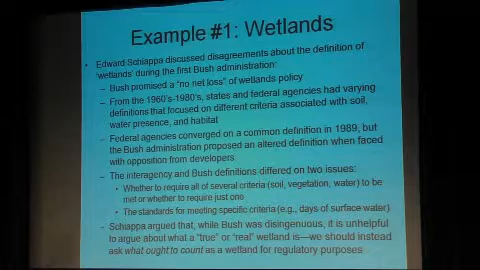 Example #1: Wetlands
• Edward Schiappa discussed disagreements about the definition of
'wetlands' during the first Bush administration:
– Bush promised a "no net loss" of wetlands policy
– From the 1960's-1980's, states and federal agencies had varying
definitions that focused on different criteria associated with soil,
water presence, and habitat
– Federal agencies converged on a common definition in 1989, but
the Bush administration proposed an altered definition when faced
with opposition from developers
– The interagency and Bush definitions differed on two issues:
• Whether to require all of several criteria (soil, vegetation, water) to be
met or whether to require just one
• The standards for meeting specific criteria (e.g., days of surface water)
– Schiappa argued that, while Bush was disingenuous, it is unhelpful
to argue about what a "true" or "real" wetland is—we should instead
ask what ought to count as a wetland for regulatory purposes